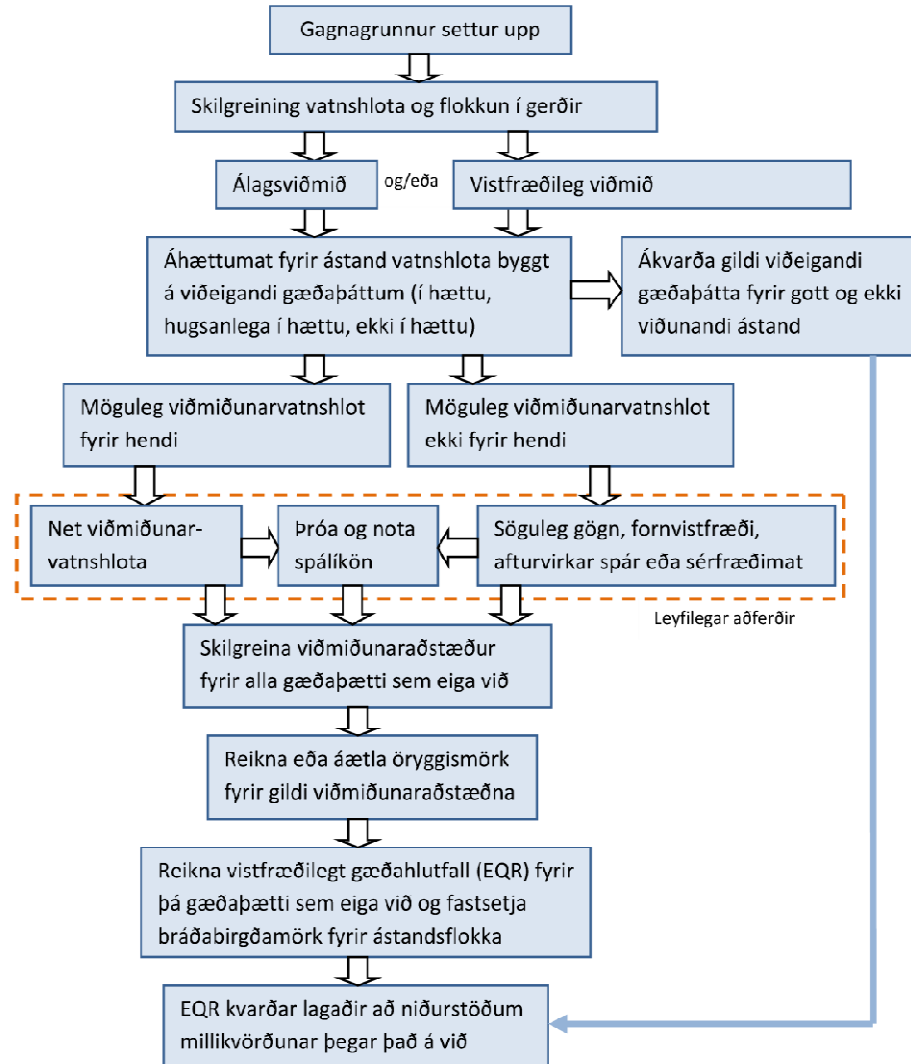 Gagnagrunnur settur upp
Skilgreining vatnshlota og flokkun í gerðir
Álagsviðmið
og/eða
Vistfræðileg viðmið
Áhættumat fyrir ástand vatnshlota byggt
á viðeigandi gæðaþáttum (í hættu,
hugsanlega í hættu, ekki í hættu)
Ákvarða gildi viðeigandi
gæðaþátta fyrir gott og ekki
viðunandi ástand
Möguleg viðmiðunarvatnshlot
fyrir hendi
Möguleg viðmiðunarvatnshlot
ekki fyrir hendi
Net viðmiðunar-
vatnshlota
Þróa og nota
spálíkön
Söguleg gögn, fornvistfræði,
afturvirkar spár eða sérfræðimat
Leyfilegar aðferðir
Skilgreina viðmiðunaraðstæður
fyrir alla gæðaþætti sem eiga við
Reikna eða áætla öryggismörk
fyrir gildi viðmiðunaraðstæðna
Reikna vistfræðilegt gæðahlutfall (EQR) fyrir
þá gæðaþætti sem eiga við og fastsetja
bráðabirgðamörk fyrir ástandsflokka
EQR kvarðar lagaðir að niðurstöðum
millikvörðunar þegar það á við